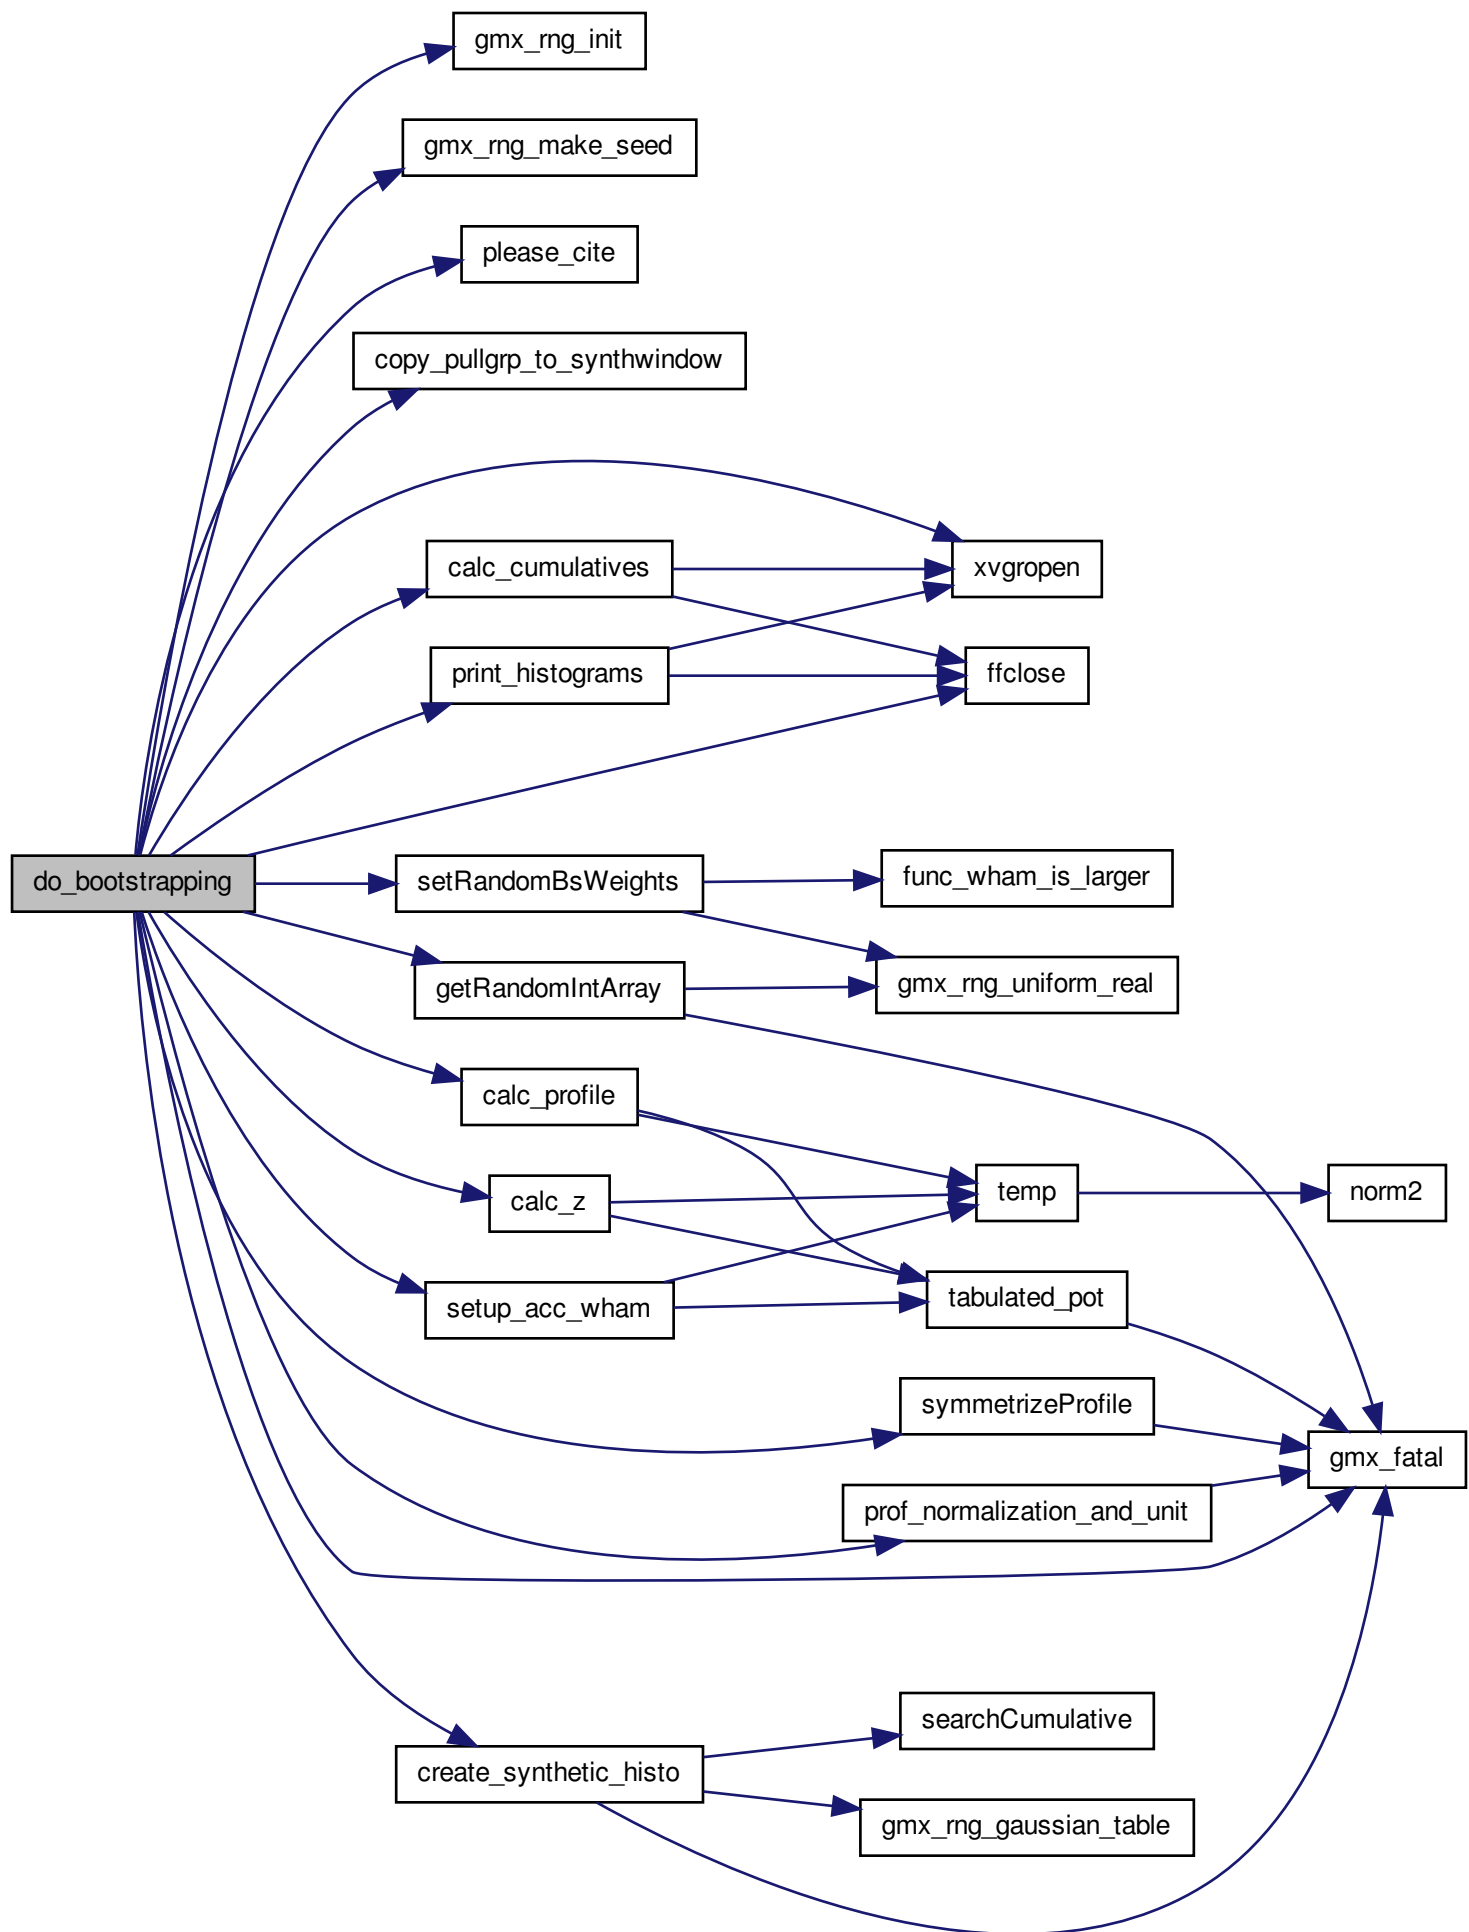 gmx_rng_init
gmx_rng_make_seed
please_cite
copy_pullgrp_to_synthwindow
calc_cumulatives
xvgropen
print_histograms
ffclose
do_bootstrapping
setRandomBsWeights
func_wham_is_larger
getRandomIntArray
gmx_rng_uniform_real
calc_profile
calc_z
temp
norm2
setup_acc_wham
tabulated_pot
symmetrizeProfile
gmx_fatal
prof_normalization_and_unit
searchCumulative
create_synthetic_histo
gmx_rng_gaussian_table